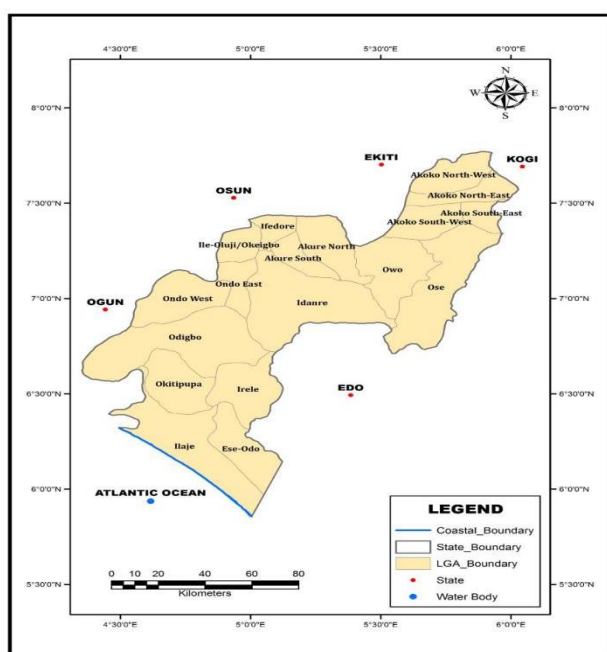 4°30'0"E 5°0'0"E 5°30'0"E 6°0'0"E
N
W E
S
8°0'0"N 8°0'0"N
EKITI
KOGI
Akoko North-West
7°30'0"N 7°30'0"N
OSUN
Akoko North-East
Akoko South-East
Akoko South-West
Ifedore
Ile-Oluji/Okeigbo
Akure North
Akure South
Owo
Ondo East
Ose
7°0'0"N 7°0'0"N
OGUN
Ondo West
Idanre
Odigbo
6°30'0"N 6°30'0"N
Okitipupa
Irele
EDO
Ilaje
Ese-Odo
6°0'0"N 6°0'0"N
ATLANTIC OCEAN
LEGEND
Coastal_Boundary
State_Boundary
LGA_Boundary
State
Water Body
0 5 10 20 40 60 80
Kilometers
5°30'0"N 5°30'0"N
4°30'0"E 5°0'0"E 5°30'0"E 6°0'0"E